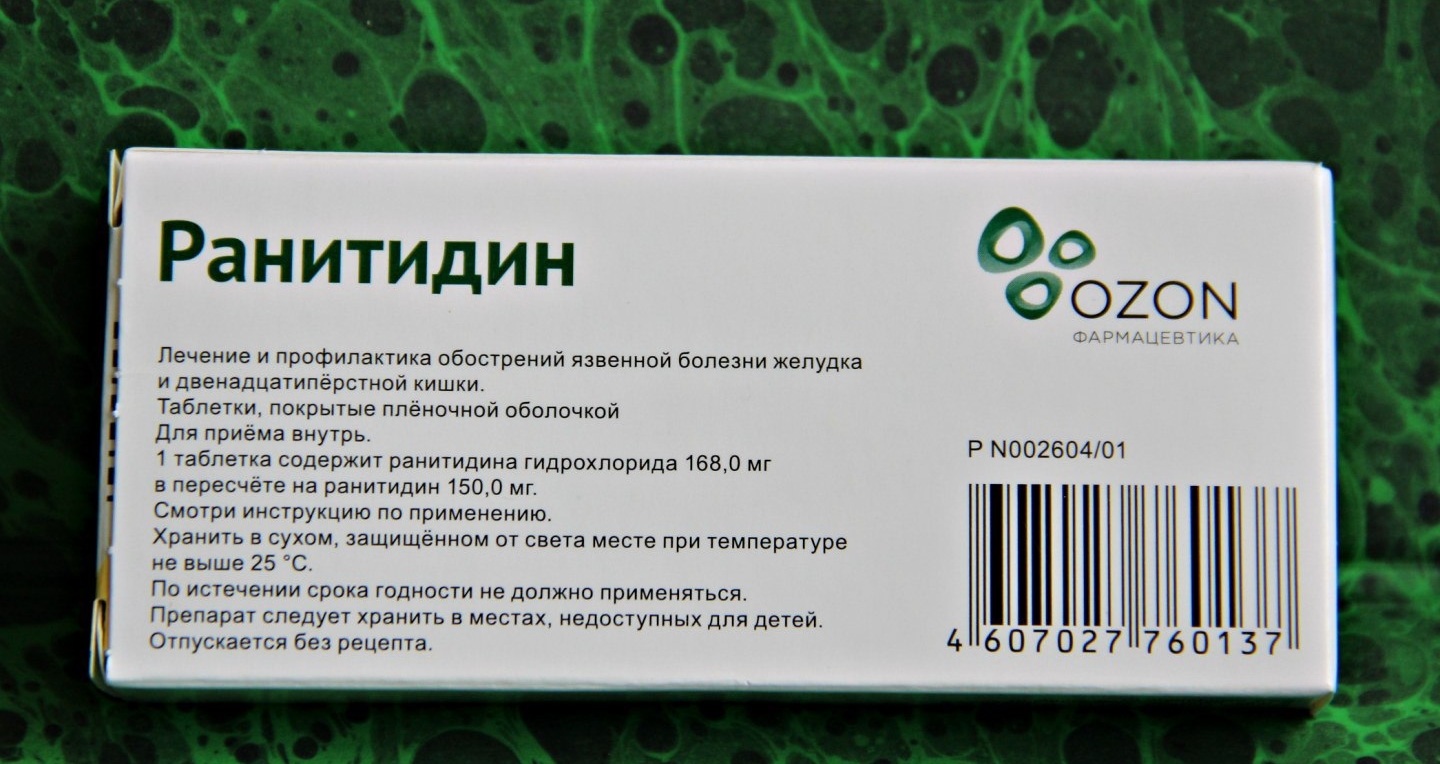 Ранитидин
OZON
ФАРМАЦЕВТИКА
Лечение и профилактика обострений язвенной болезни желудка
и двенадцатипёрстной кишки.
Таблетки, покрытые плёночной оболочкой
Для приёма внутрь.
1 таблетка содержит ранитидина гидрохлорида 168,0 мг
в пересчёте на ранитидин 150,0 мг.
Смотри инструкцию по применению.
Хранить в сухом, защищённом от света месте при температуре
не выше 25 °С.
По истечении срока годности не должно применяться.
Препарат следует хранить в местах, недоступных для детей.
Отпускается без рецепта.
Р N002604/01
4 607027 760137